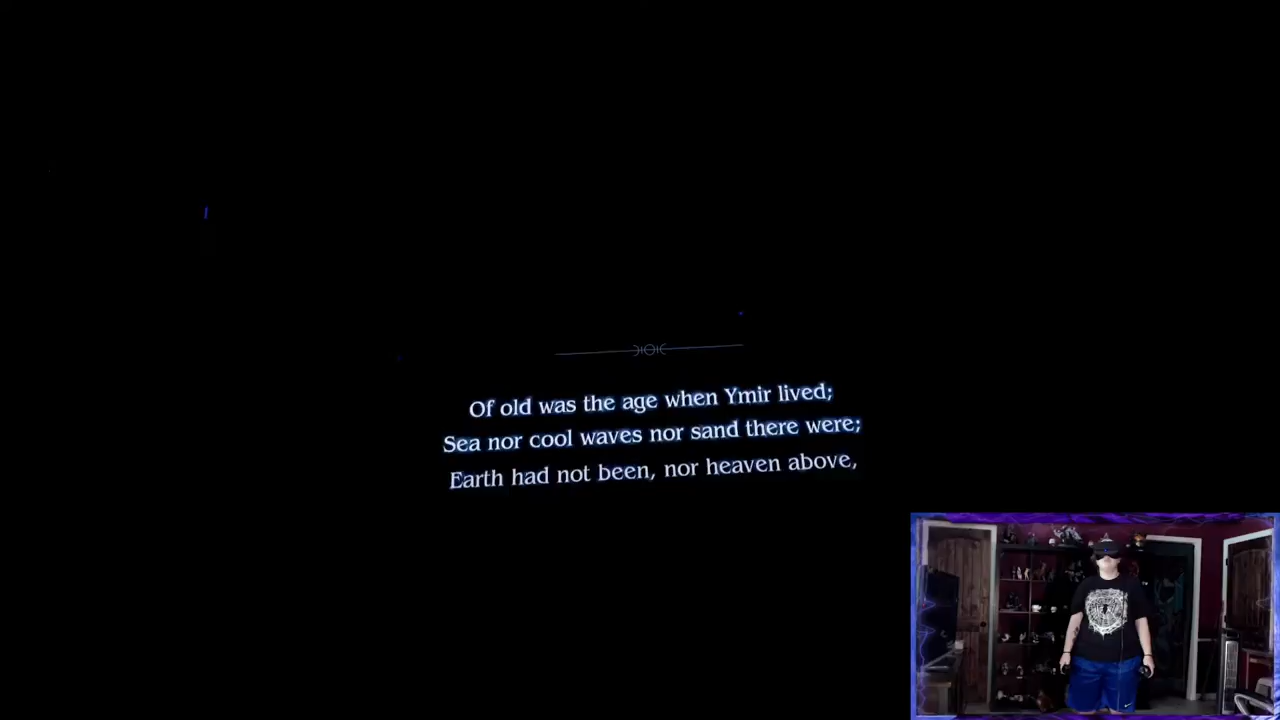 Of old was the age when Ymir lived;
Sea nor cool waves nor sand there were;
Earth had not been, nor heaven above,